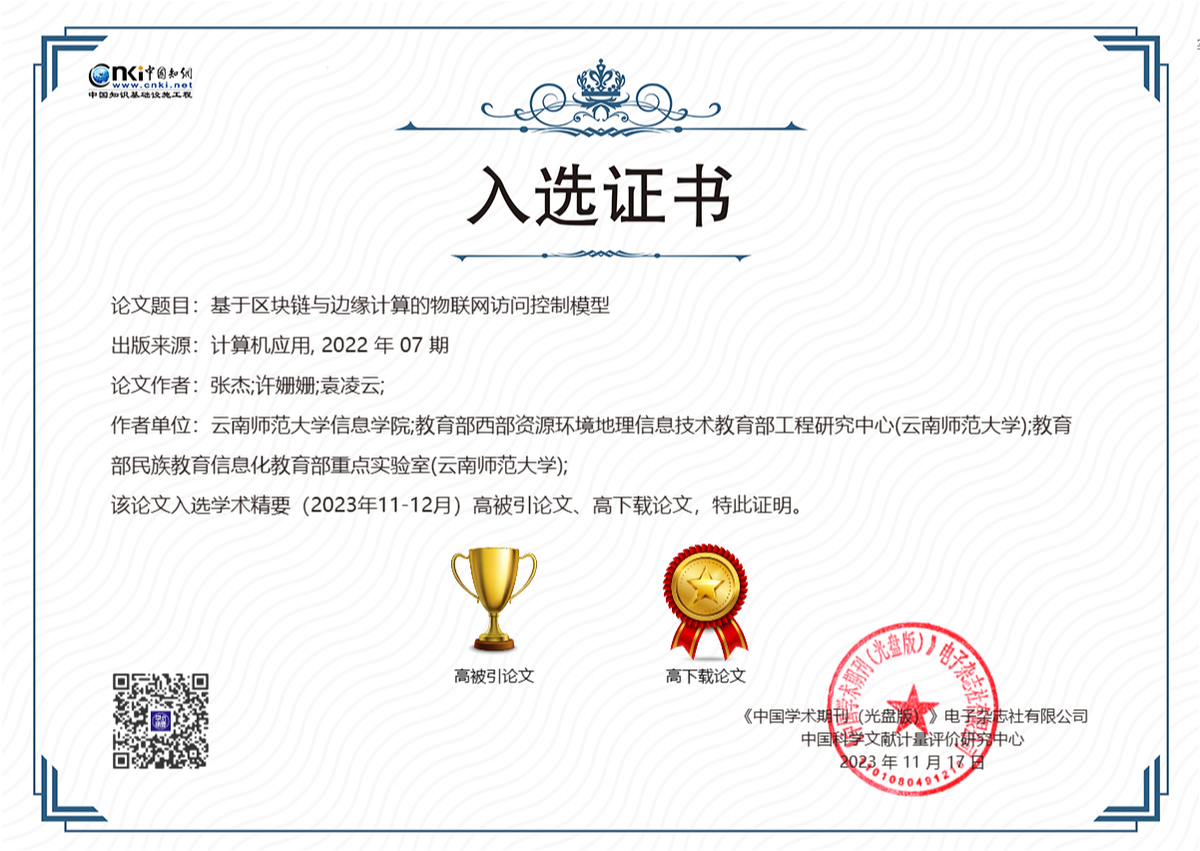 cnki中国知网
www.cnki.net
中国知识基础设施工程
入选证书
论文题目：基于区块链与边缘计算的物联网访问控制模型
出版来源：计算机应用, 2022 年 07 期
论文作者：张杰;许姗姗;袁凌云;
作者单位：云南师范大学信息学院;教育部西部资源环境地理信息技术教育部工程研究中心(云南师范大学);教育
部民族教育信息化教育部重点实验室(云南师范大学);
该论文入选学术精要（2023年11-12月）高被引论文、高下载论文，特此证明。
高被引论文
高下载论文
《中国学术期刊（光盘版）》电子杂志社有限公司
《中国学术期刊（光盘版）》电子杂志社有限公司
中国科学文献计量评价研究中心
2023 年 11 月 17 日